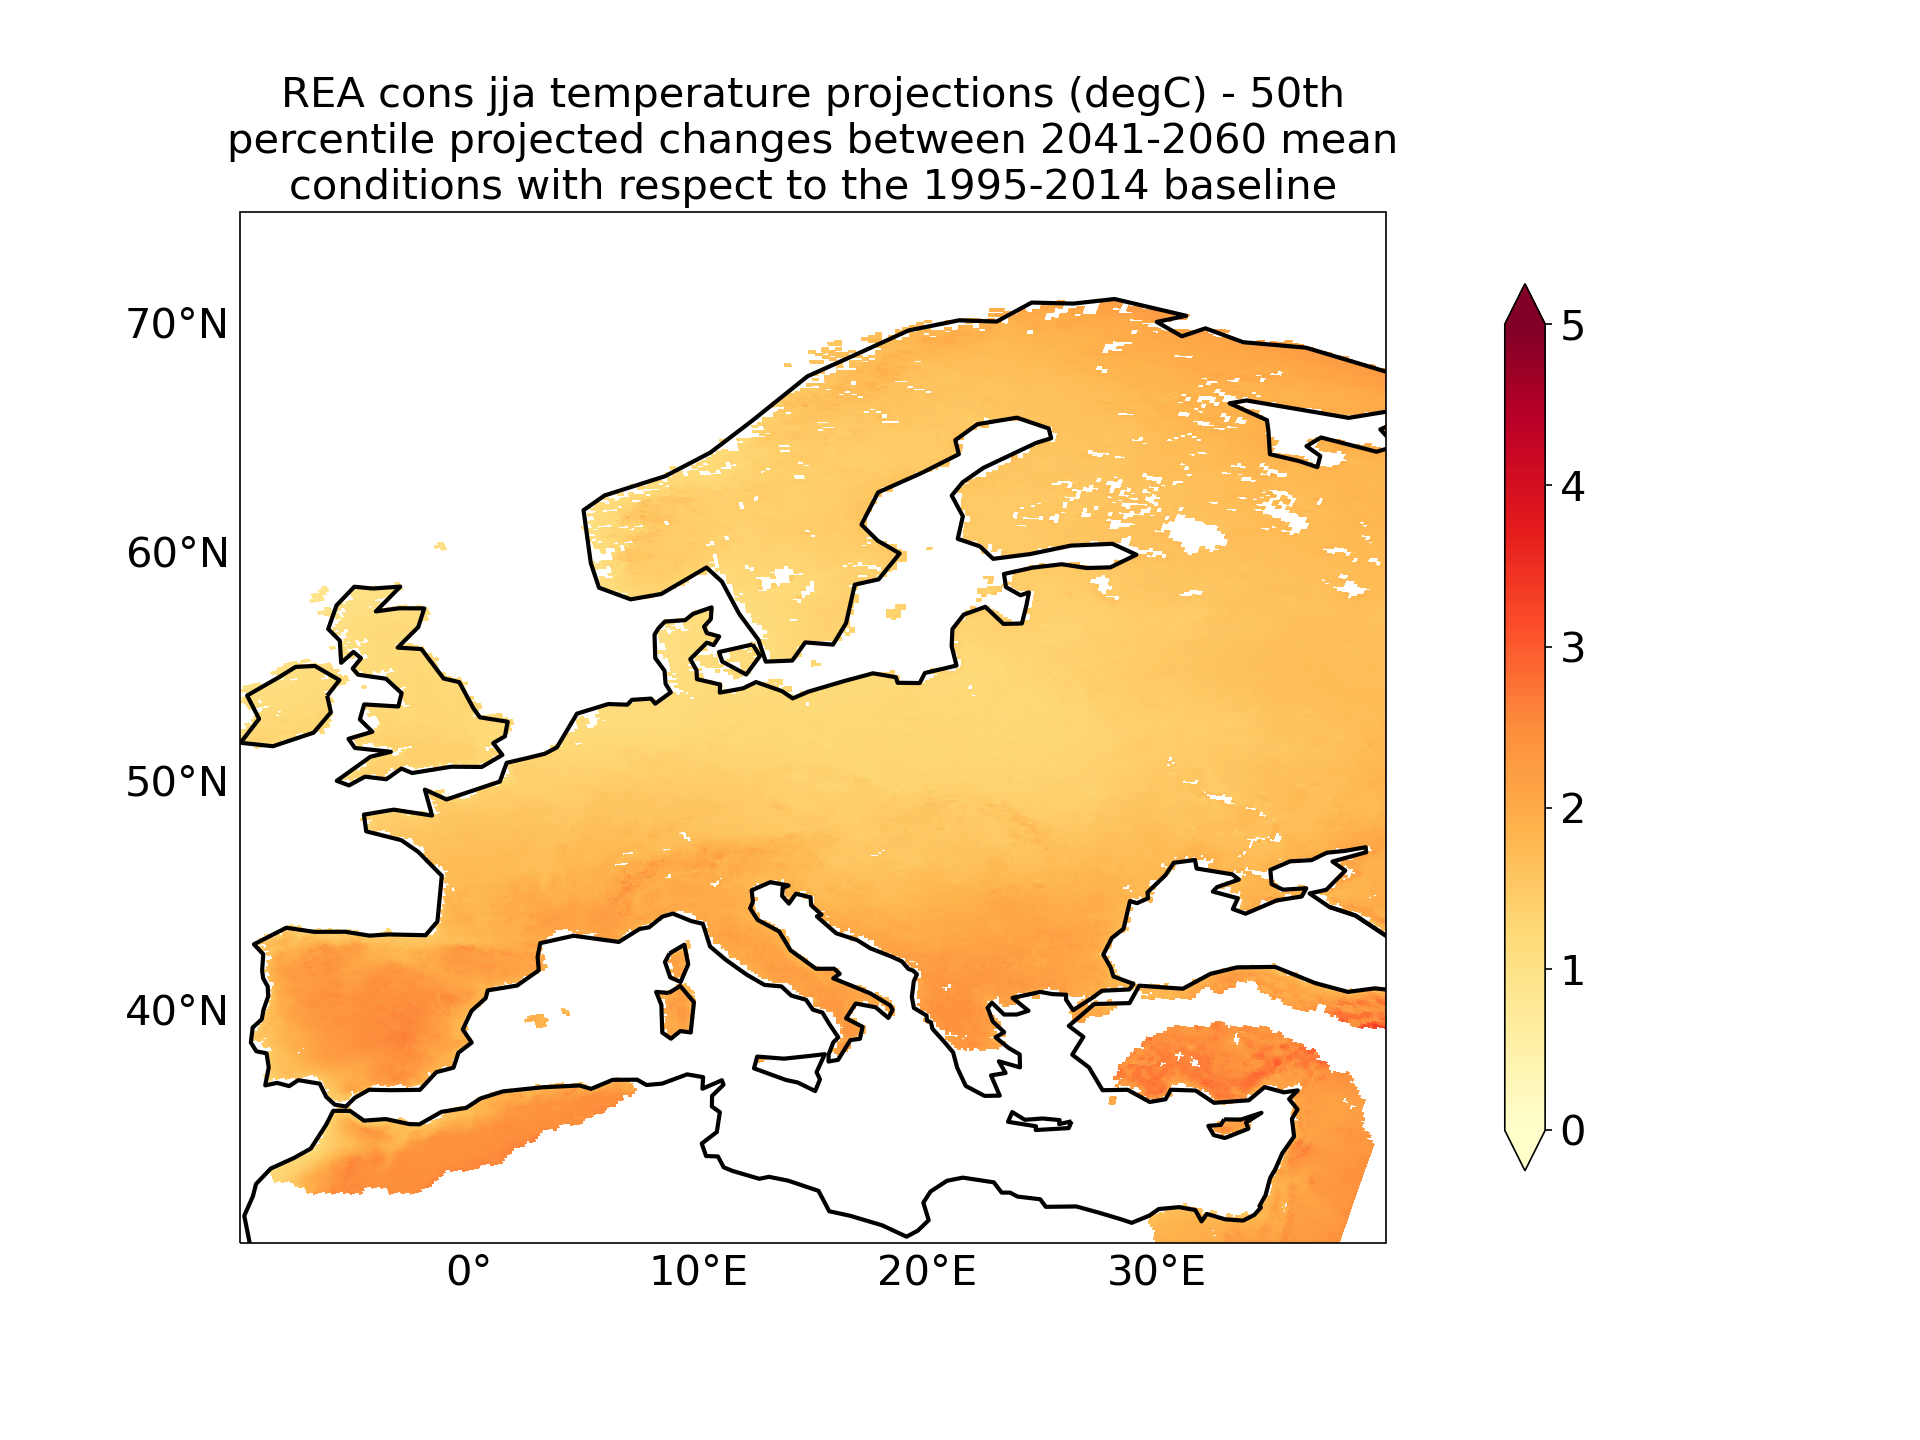 REA cons jja temperature projections (degC) - 50th
percentile projected changes between 2041-2060 mean
conditions with respect to the 1995-2014 baseline
70°N
60°N
50°N
40°N
0°
10°E
20°E
30°E
5
4
3
2
1
0